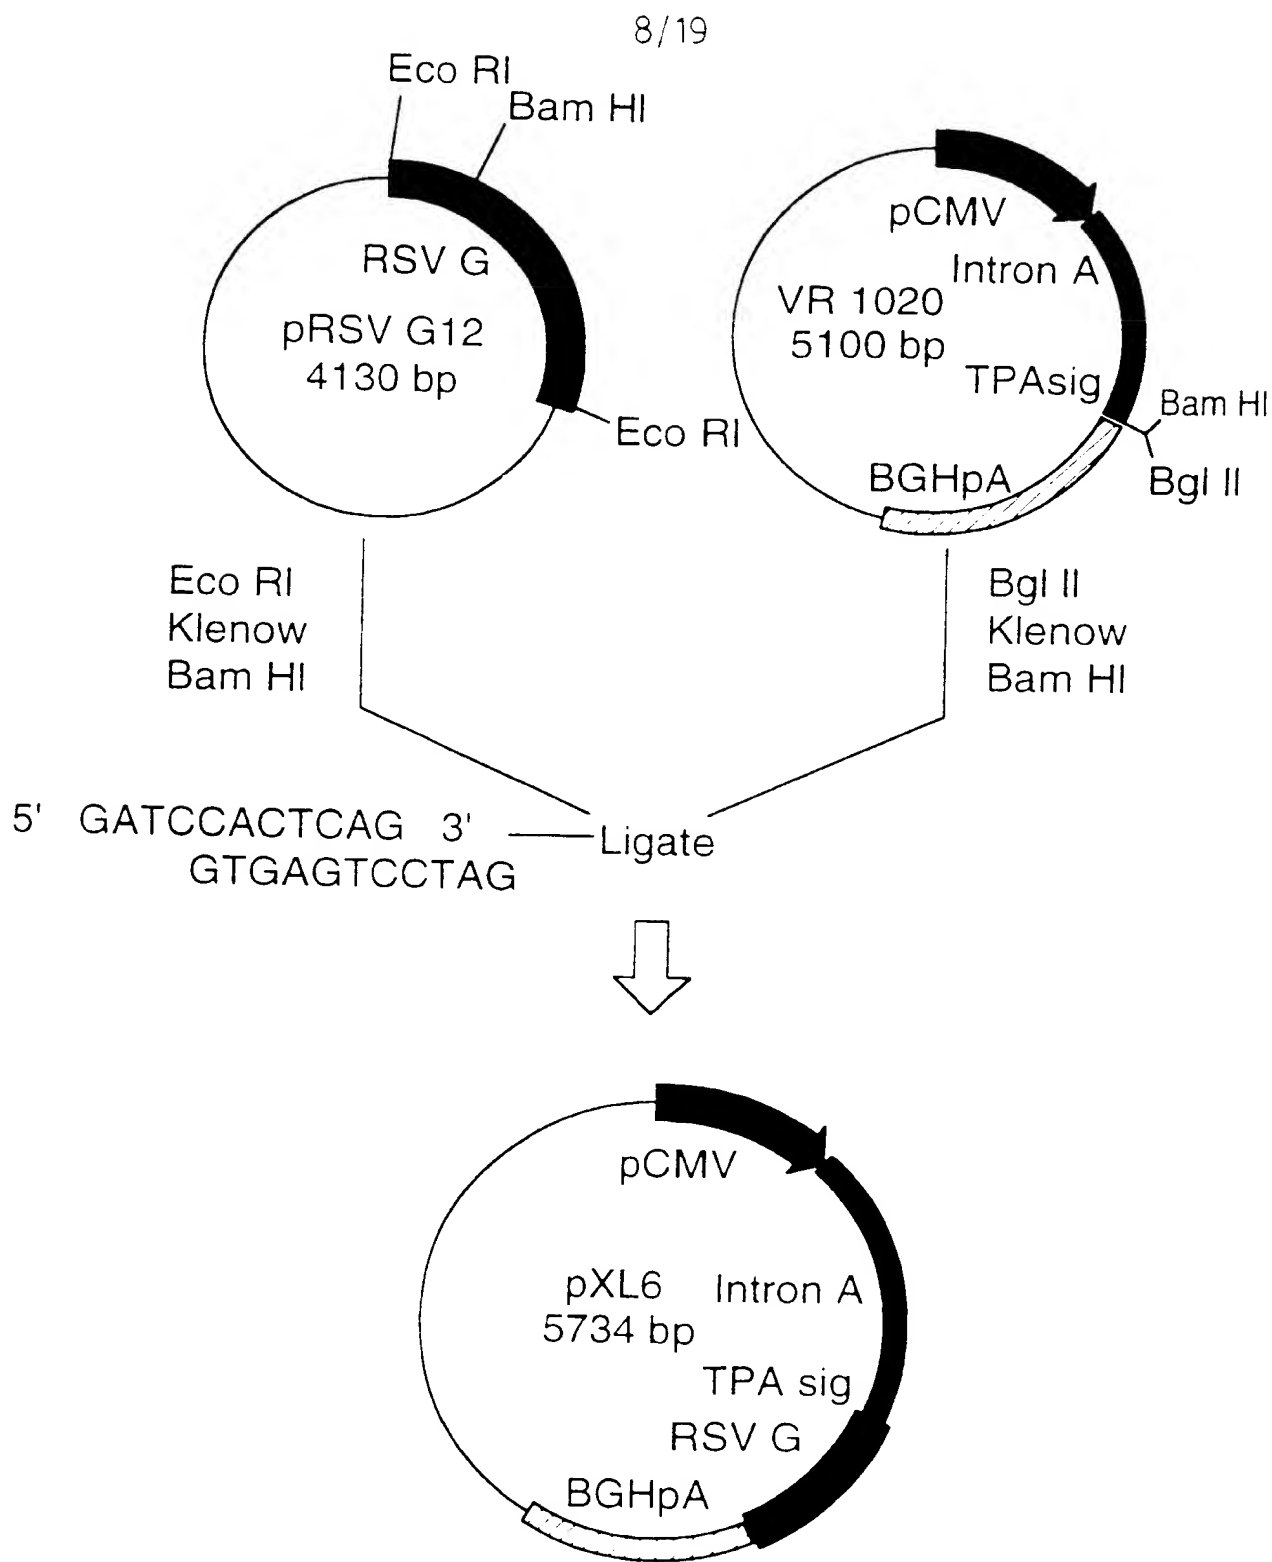 8/19
Eco RI
Bam HI
RSV G
pRSV G12
4130 bp
Eco RI
pCMV
Intron A
VR 1020
5100 bp
TPAsig
Bam HI
Bgl II
BGHpA
Eco RI
Klenow
Bam HI
Bgl II
Klenow
Bam HI
5' GATCCACTCAG 3'
GTGAGTCCTAG
Ligate
pCMV
pXL6
5734 bp
Intron A
TPA sig
RSV G
BGHpA